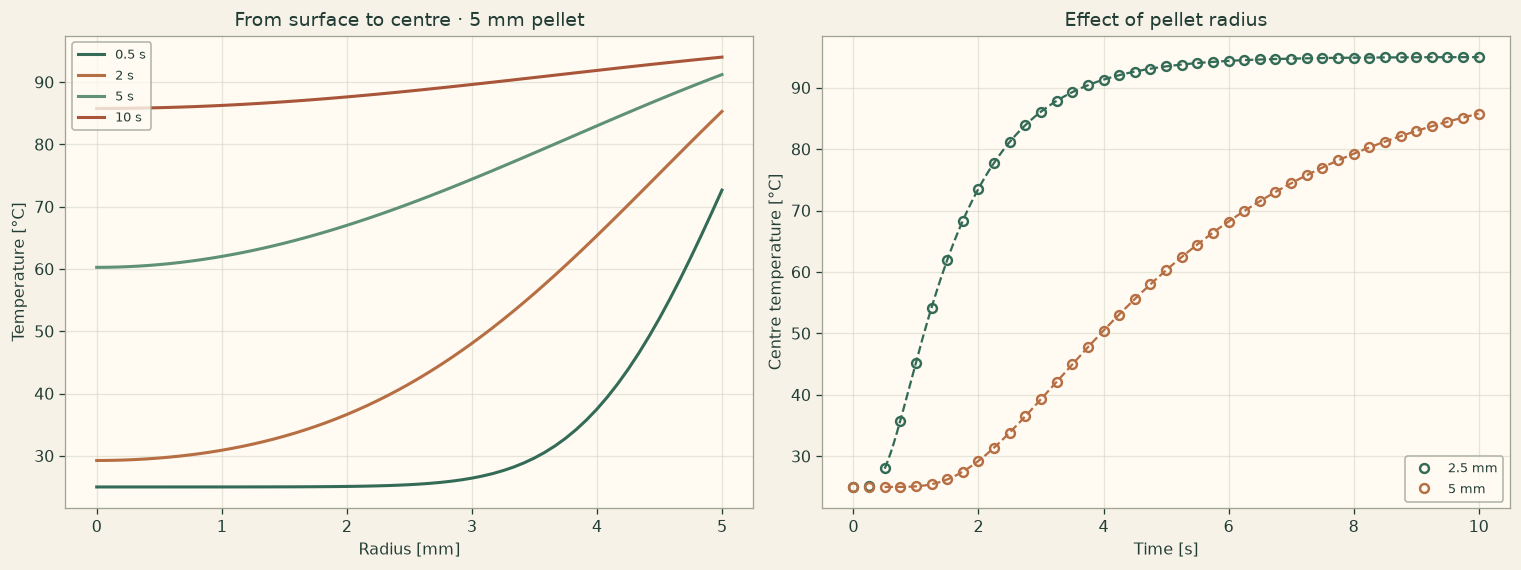 From surface to centre · 5 mm pellet
0.5 s
2 s
5 s
10 s
90
80
70
60
50
40
30
Temperature [°C]
0 1 2 3 4 5
Radius [mm]
Effect of pellet radius
90
80
70
60
50
40
30
Centre temperature [°C]
2.5 mm
5 mm
0 2 4 6 8 10
Time [s]